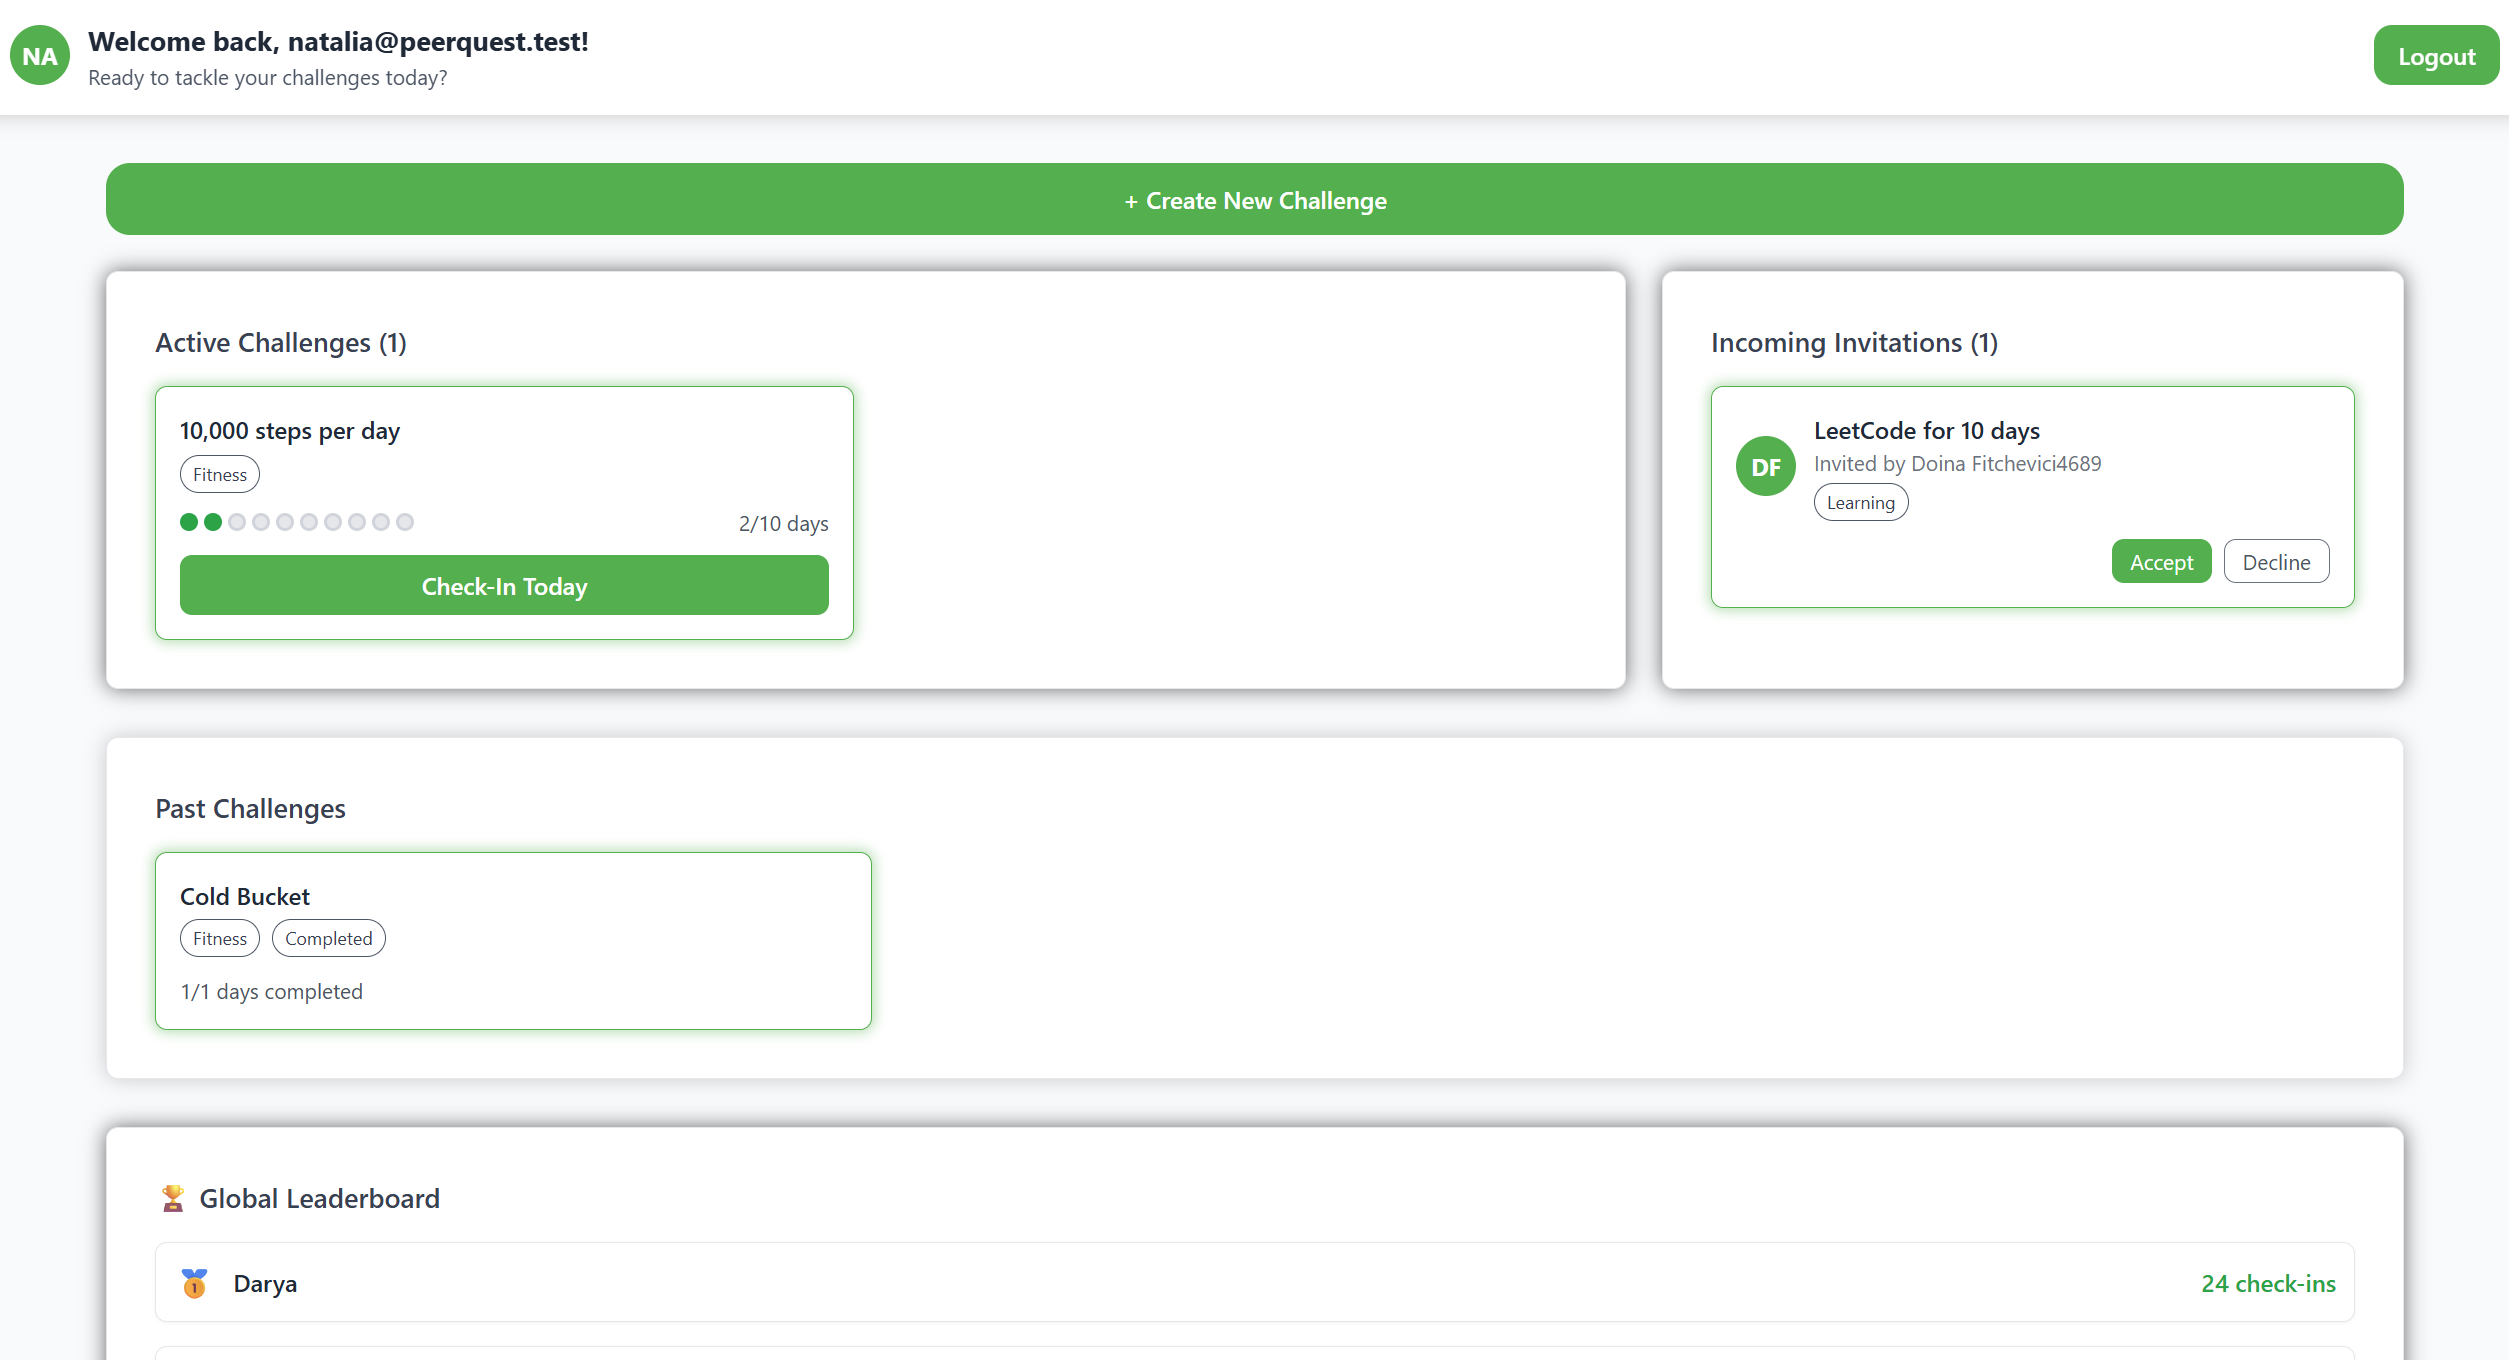 NA
Welcome back, natalia@peerquest.test!
Ready to tackle your challenges today?
Logout
+ Create New Challenge
Active Challenges (1)
10,000 steps per day
Fitness
2/10 days
Check-In Today
Incoming Invitations (1)
DF
LeetCode for 10 days
Invited by Doina Fitchevici4689
Learning
Accept Decline
Past Challenges
Cold Bucket
Fitness Completed
1/1 days completed
Global Leaderboard
1 Darya 24 check-ins